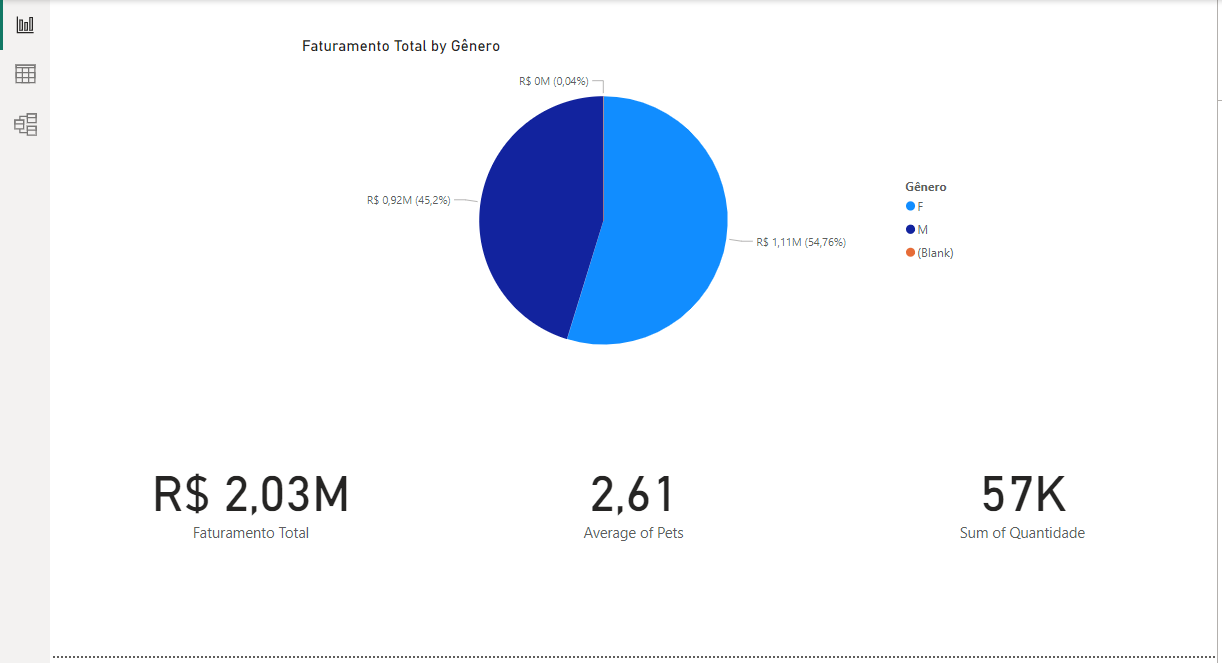 Faturamento Total by Gênero
R$ 0M (0,04%)
R$ 0,92M (45,2%)
R$ 1,11M (54,76%)
Gênero
F
M
(Blank)
R$ 2,03M
Faturamento Total
2,61
Average of Pets
57K
Sum of Quantidade